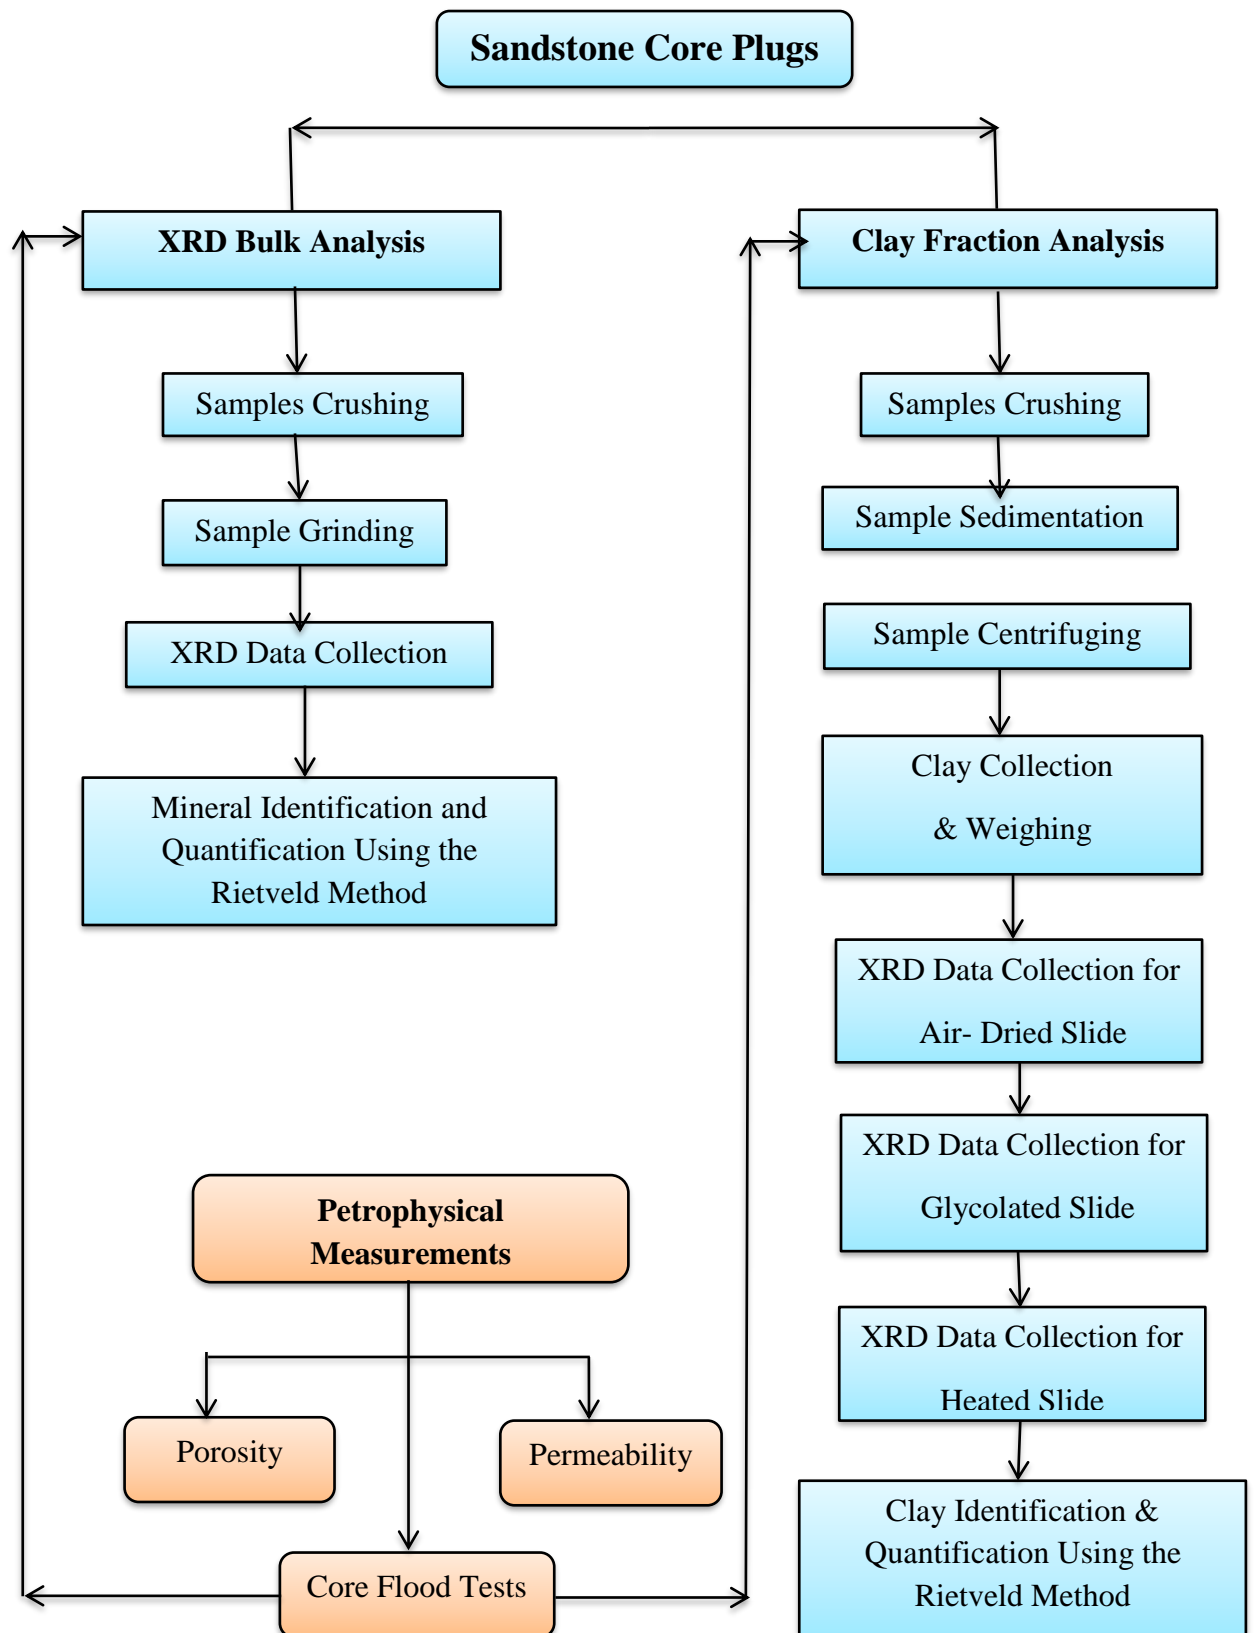 Sandstone Core Plugs
XRD Bulk Analysis
Samples Crushing
Sample Grinding
XRD Data Collection
Mineral Identification and
Quantification Using the
Rietveld Method
Clay Fraction Analysis
Samples Crushing
Sample Sedimentation
Sample Centrifuging
Clay Collection
& Weighing
XRD Data Collection for
Air- Dried Slide
XRD Data Collection for
Glycolated Slide
XRD Data Collection for
Heated Slide
Clay Identification &
Quantification Using the
Rietveld Method
Petrophysical
Measurements
Porosity
Permeability
Core Flood Tests